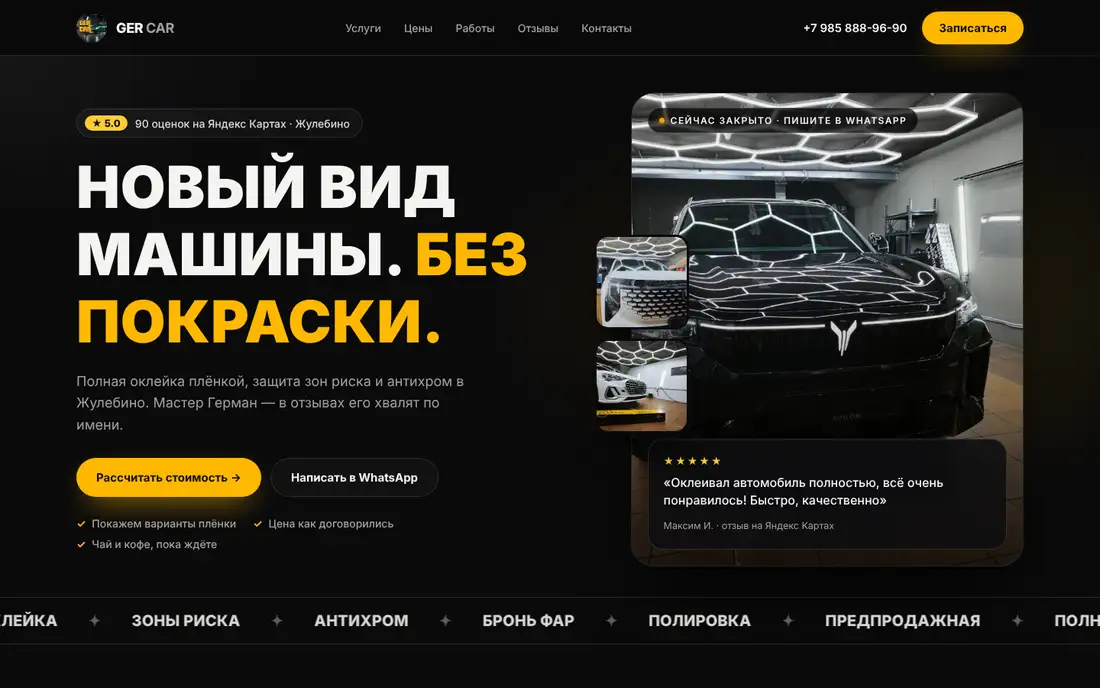 GER CAR
Услуги
Цены
Работы
Отзывы
Контакты
+7 985 888-96-90
Записаться
★ 5.0
90 оценок на Яндекс Картах · Жулебино
НОВЫЙ ВИД
МАШИНЫ. БЕЗ
ПОКРАСКИ.
Полная оклейка плёнкой, защита зон риска и антихром в
Жулебино. Мастер Герман — в отзывах его хвалят по
имени.
Рассчитать стоимость →
Написать в WhatsApp
✓ Покажем варианты плёнки
✓ Цена как договорились
✓ Чай и кофе, пока ждёте
СЕЙЧАС ЗАКРЫТО · ПИШИТЕ В WHATSAPP
★★★★★
«Оклеивал автомобиль полностью, всё очень
понравилось! Быстро, качественно»
Максим И. · отзыв на Яндекс Картах
ЛЕЙКА ✦ ЗОНЫ РИСКА ✦ АНТИХРОМ ✦ БРОНЬ ФАР ✦ ПОЛИРОВКА ✦ ПРЕДПРОДАЖНАЯ ✦ ПОЛН